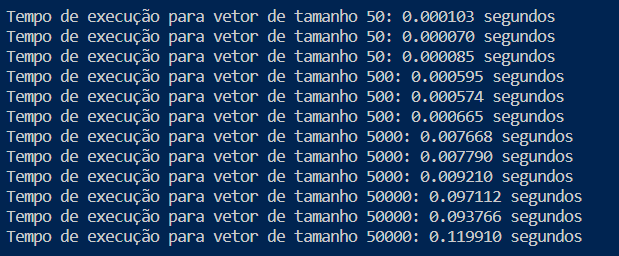 Tempo de execução para vetor de tamanho 50: 0.000103 segundos
Tempo de execução para vetor de tamanho 50: 0.000070 segundos
Tempo de execução para vetor de tamanho 50: 0.000085 segundos
Tempo de execução para vetor de tamanho 500: 0.000595 segundos
Tempo de execução para vetor de tamanho 500: 0.000574 segundos
Tempo de execução para vetor de tamanho 500: 0.000665 segundos
Tempo de execução para vetor de tamanho 5000: 0.007668 segundos
Tempo de execução para vetor de tamanho 5000: 0.007790 segundos
Tempo de execução para vetor de tamanho 5000: 0.009210 segundos
Tempo de execução para vetor de tamanho 50000: 0.097112 segundos
Tempo de execução para vetor de tamanho 50000: 0.093766 segundos
Tempo de execução para vetor de tamanho 50000: 0.119910 segundos